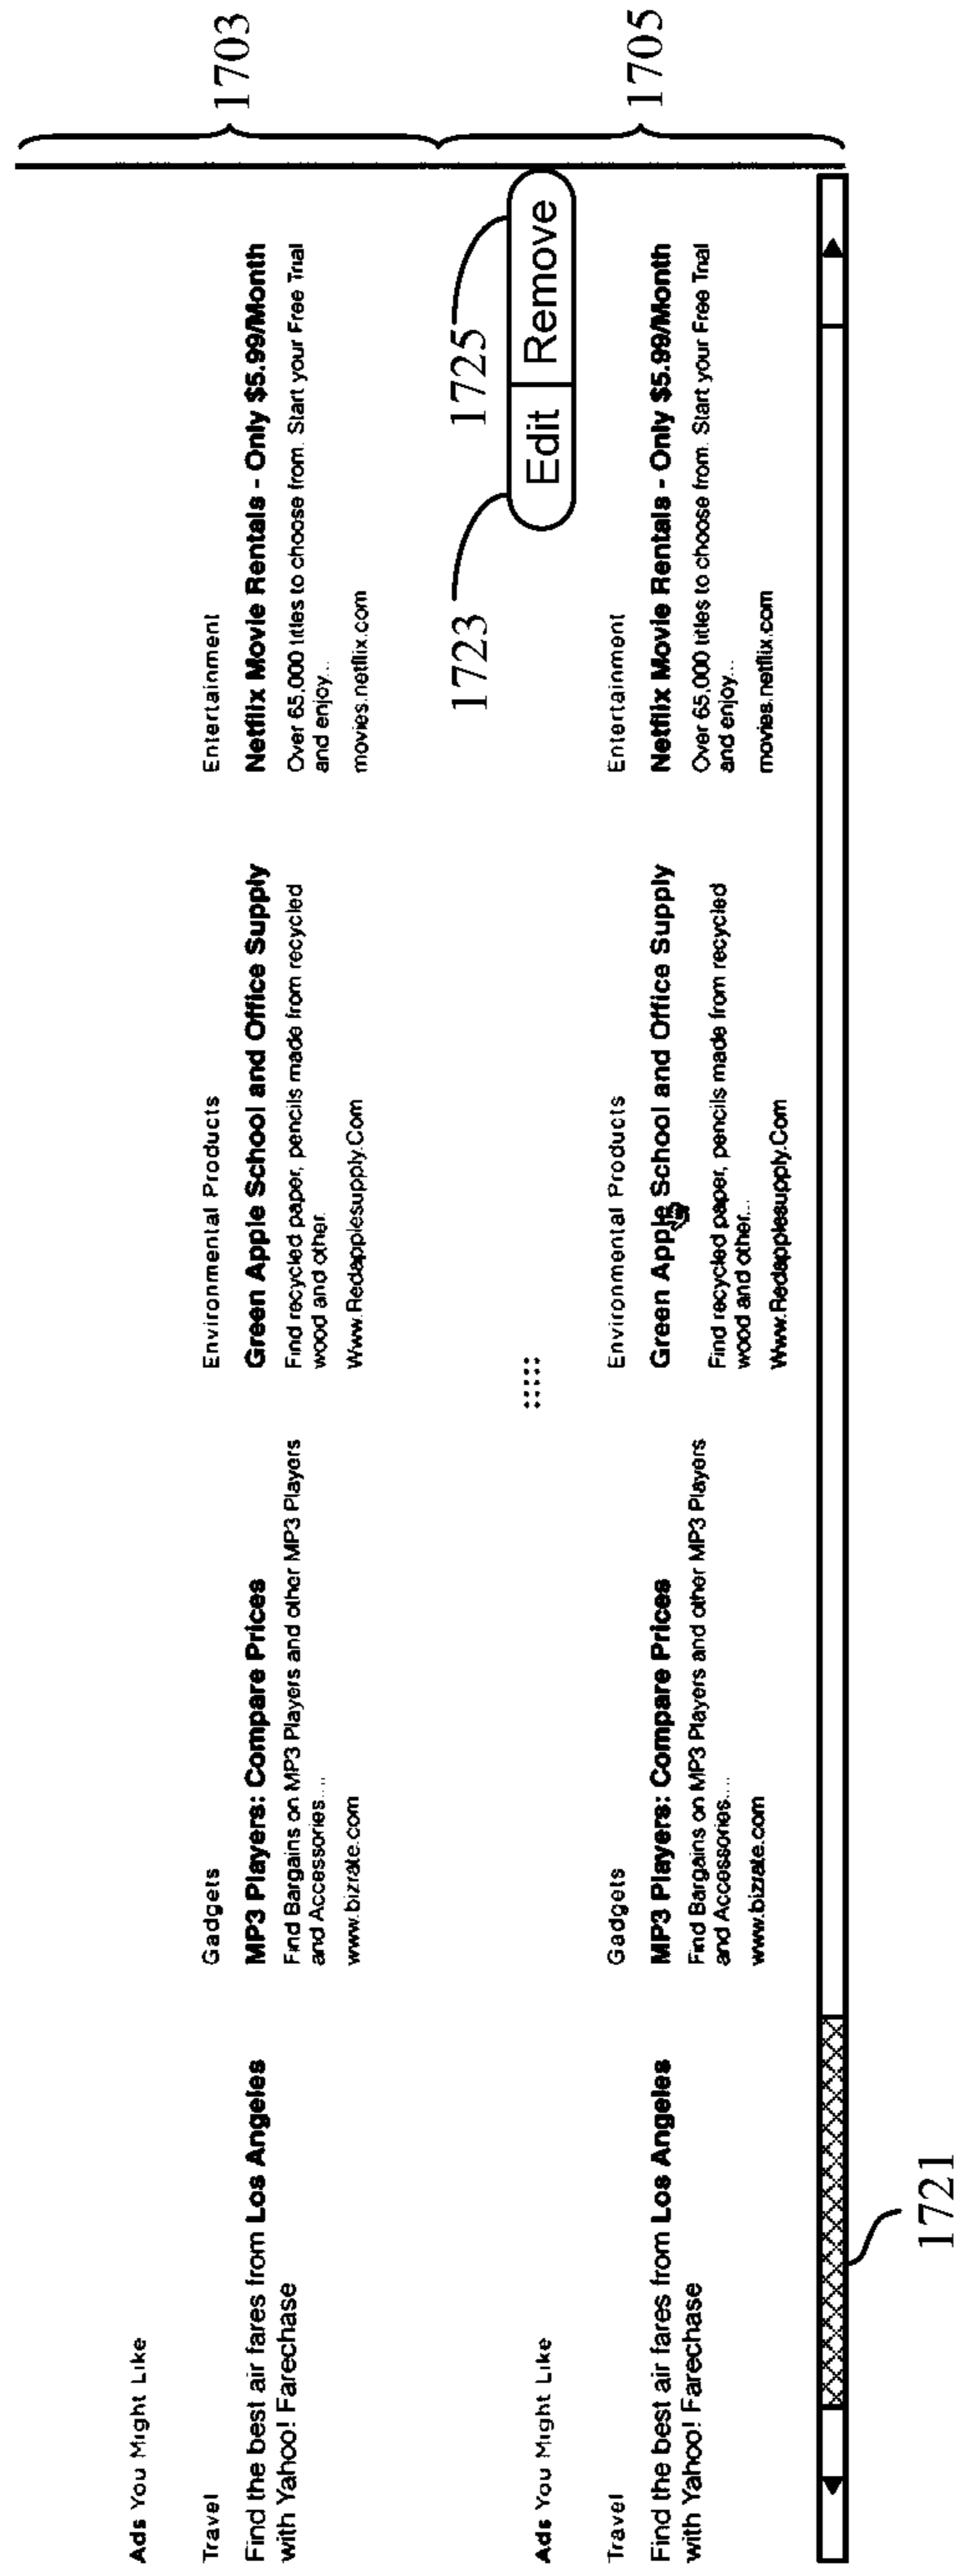 Ads You Might Like
Travel
Find the best air fares from Los Angeles
with Yahoo! Farechase
Gadgets
MP3 Players: Compare Prices
Find Bargains on MP3 Players and other MP3 Players
and Accessories....
www.bizrate.com
Environmental Products
Green Apple School and Office Supply
Find recycled paper, pencils made from recycled
wood and other.
Www.Redapplesupply.Com
Entertainment
Netflix Movie Rentals - Only $5.99/Month
Over 65,000 titles to choose from. Start your Free Trial
and enjoy...
movies.netflix.com
1703
1723
1725
Edit Remove
Ads You Might Like
Travel
Find the best air fares from Los Angeles
with Yahoo! Farechase
Gadgets
MP3 Players: Compare Prices
Find Bargains on MP3 Players and other MP3 Players
and Accessories....
www.bizrate.com
Environmental Products
Green Apple School and Office Supply
Find recycled paper, pencils made from recycled
wood and other...
Www.Redapplesupply.Com
Entertainment
Netflix Movie Rentals - Only $5.99/Month
Over 65,000 titles to choose from. Start your Free Trial
and enjoy...
movies.netflix.com
1705
1721